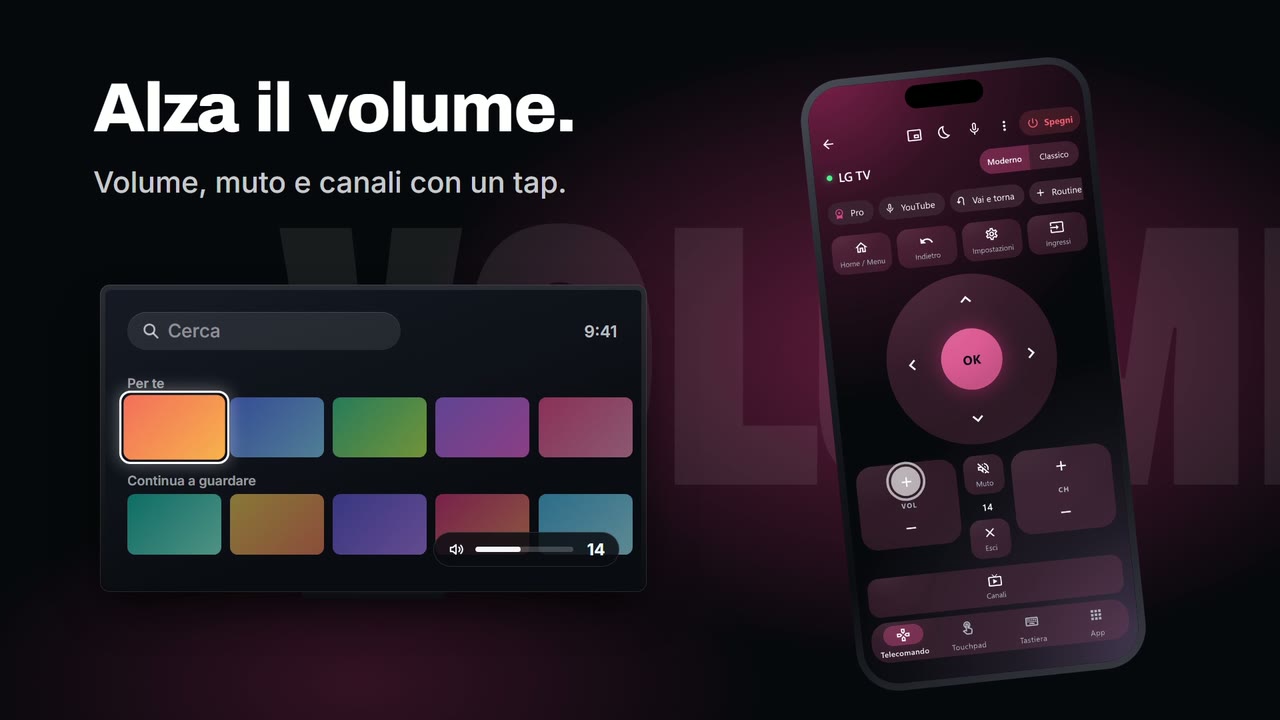 Alza il volume.
Volume, muto e canali con un tap.
VOLUME
Cerca
9:41
Per te
Continua a guardare
14
Spegni
LG TV
Moderno
Classico
Pro
YouTube
Vai e torna
Routine
Home / Menu
Indietro
Impostazioni
Ingressi
OK
+
VOL
−
Muto
14
Esci
+
CH
−
Canali
Telecomando
Touchpad
Tastiera
App